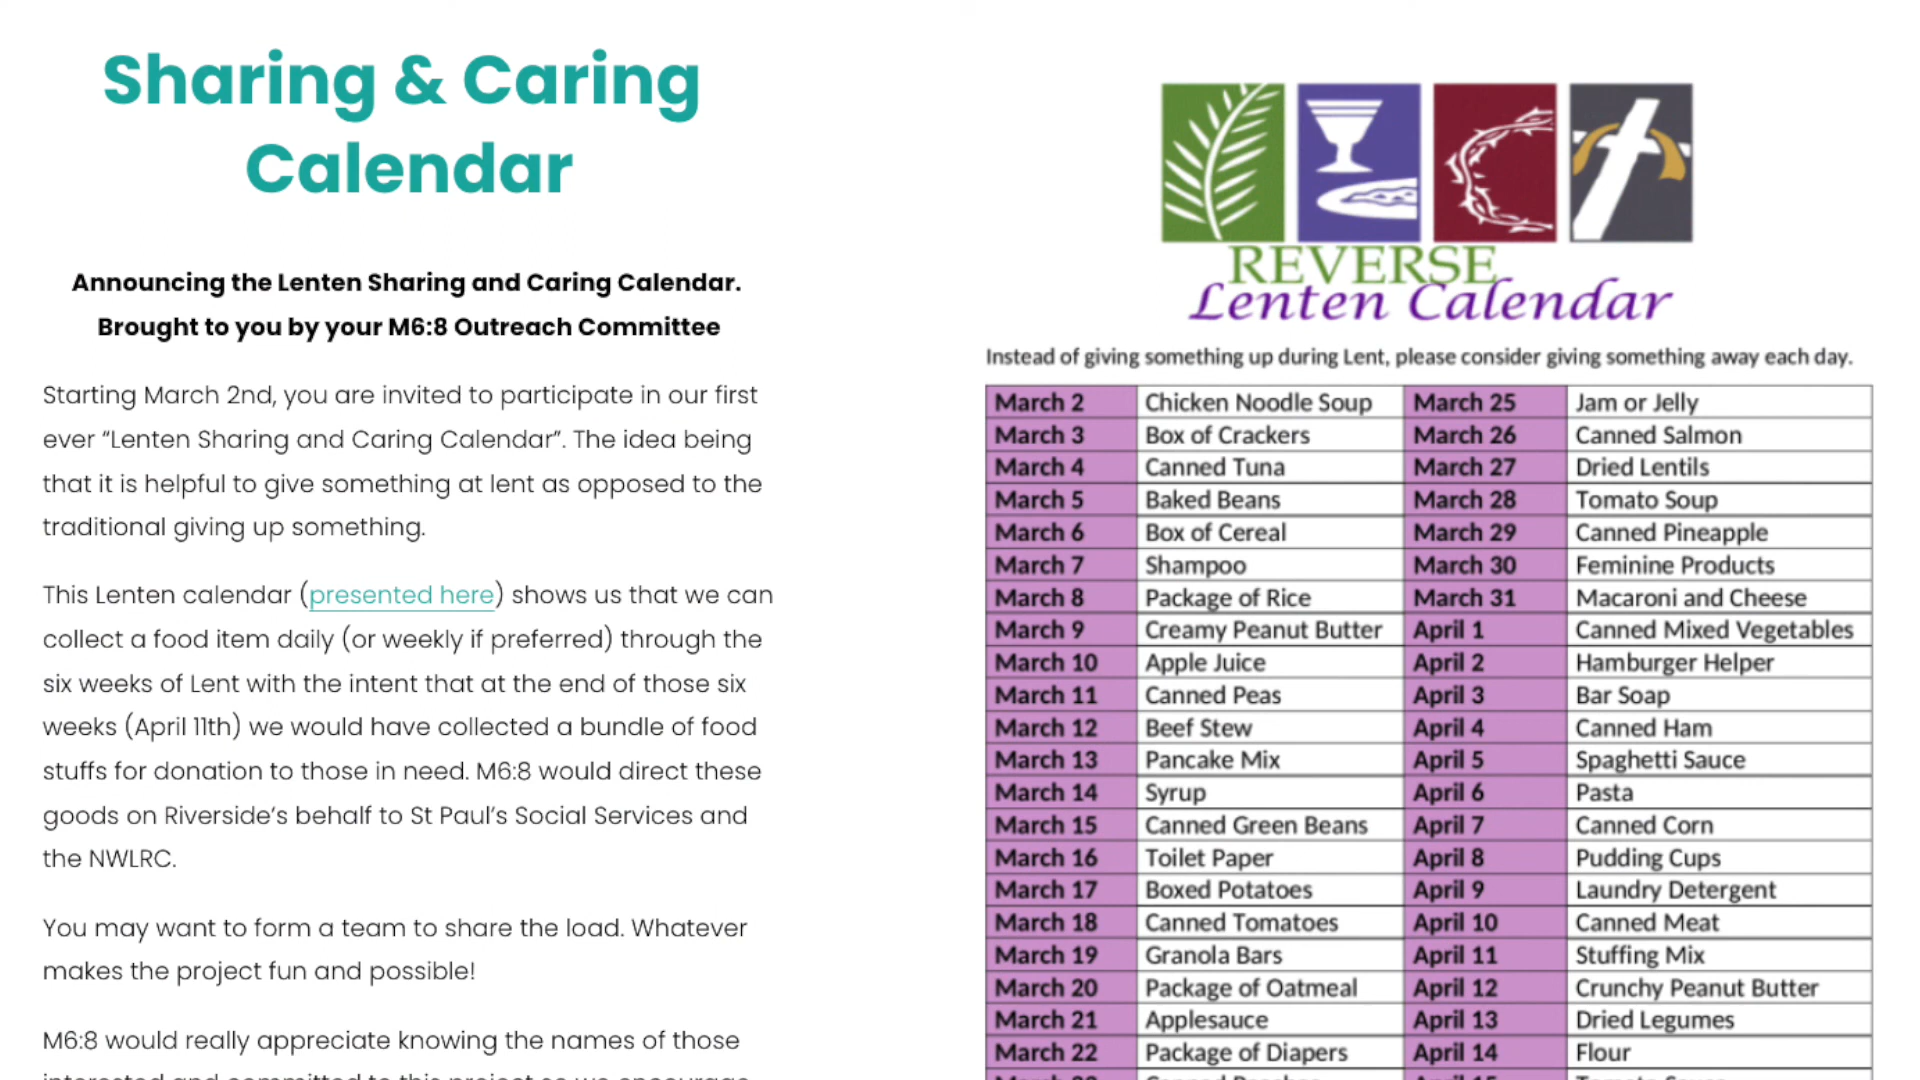 Sharing & Caring
Calendar
Announcing the Lenten Sharing and Caring Calendar.
Brought to you by your M6:8 Outreach Committee
Starting March 2nd, you are invited to participate in our first
ever “Lenten Sharing and Caring Calendar”. The idea being
that it is helpful to give something at lent as opposed to the
traditional giving up something.
This Lenten calendar (presented here) shows us that we can
collect a food item daily (or weekly if preferred) through the
six weeks of Lent with the intent that at the end of those six
weeks (April 11th) we would have collected a bundle of food
stuffs for donation to those in need. M6:8 would direct these
goods on Riverside’s behalf to St Paul’s Social Services and
the NWLRC.
You may want to form a team to share the load. Whatever
makes the project fun and possible!
M6:8 would really appreciate knowing the names of those
REVERSE
Lenten Calendar
Instead of giving something up during Lent, please consider giving something away each day.
March 2 Chicken Noodle Soup March 25 Jam or Jelly
March 3 Box of Crackers March 26 Canned Salmon
March 4 Canned Tuna March 27 Dried Lentils
March 5 Baked Beans March 28 Tomato Soup
March 6 Box of Cereal March 29 Canned Pineapple
March 7 Shampoo March 30 Feminine Products
March 8 Package of Rice March 31 Macaroni and Cheese
March 9 Creamy Peanut Butter April 1 Canned Mixed Vegetables
March 10 Apple Juice April 2 Hamburger Helper
March 11 Canned Peas April 3 Bar Soap
March 12 Beef Stew April 4 Canned Ham
March 13 Pancake Mix April 5 Spaghetti Sauce
March 14 Syrup April 6 Pasta
March 15 Canned Green Beans April 7 Canned Corn
March 16 Toilet Paper April 8 Pudding Cups
March 17 Boxed Potatoes April 9 Laundry Detergent
March 18 Canned Tomatoes April 10 Canned Meat
March 19 Granola Bars April 11 Stuffing Mix
March 20 Package of Oatmeal April 12 Crunchy Peanut Butter
March 21 Applesauce April 13 Dried Legumes
March 22 Package of Diapers April 14 Flour